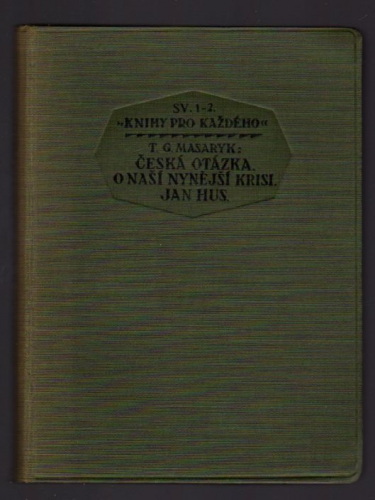 SV. 1-2.
„KNIHY PRO KAŽDÉHO“
T. G. MASARYK:
ČESKÁ OTÁZKA.
O NAŠÍ NYNĚJŠÍ KRISI.
JAN HUS.